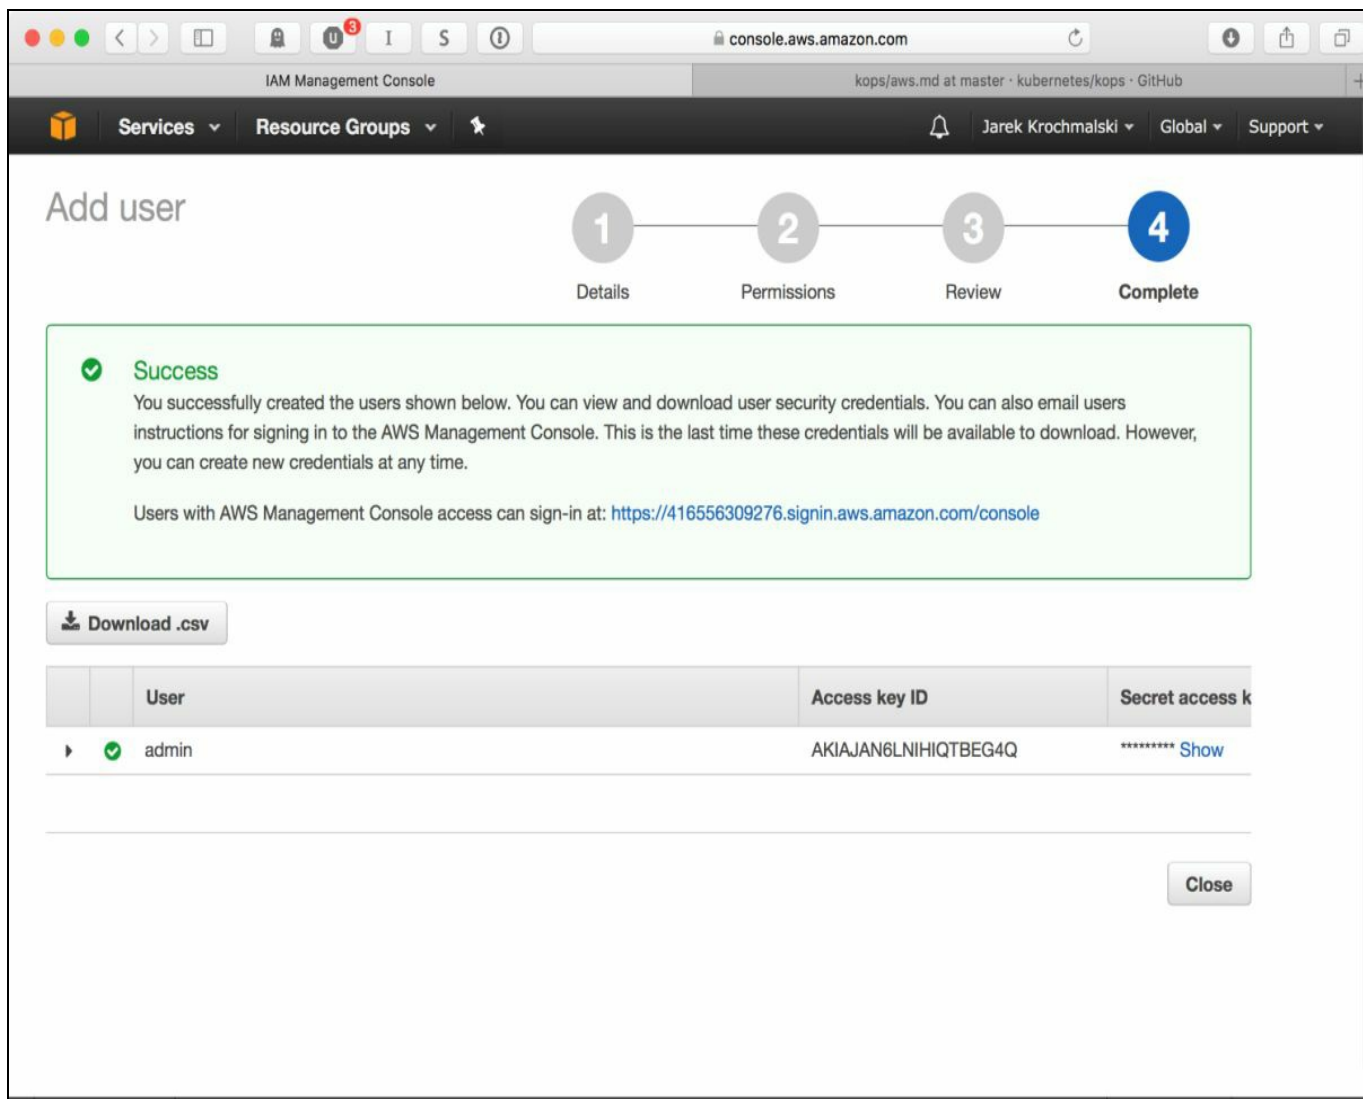 3
U
I
S
console.aws.amazon.com
IAM Management Console
kops/aws.md at master · kubernetes/kops · GitHub
Services
Resource Groups
Jarek Krochmalski
Global
Support
Add user
1
2
3
4
Details
Permissions
Review
Complete
Success
You successfully created the users shown below. You can view and download user security credentials. You can also email users
instructions for signing in to the AWS Management Console. This is the last time these credentials will be available to download. However,
you can create new credentials at any time.
Users with AWS Management Console access can sign-in at: https://416556309276.signin.aws.amazon.com/console
Download .csv
User
Access key ID
Secret access k
admin
AKIAJAN6LNIHIQTBEG4Q
********* Show
Close